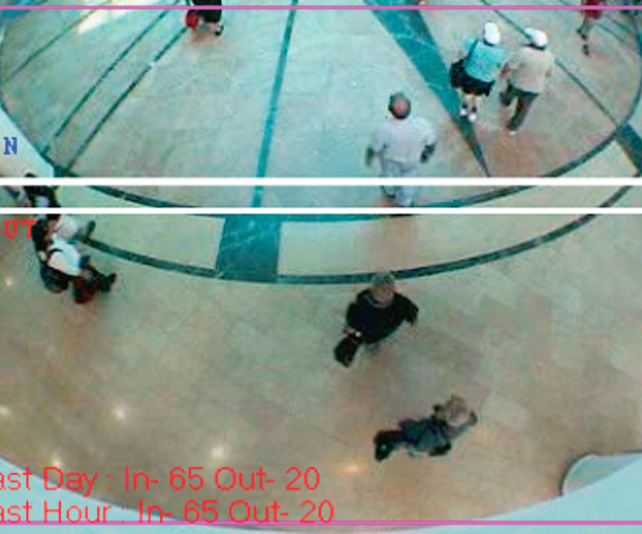 N
UT
ast Day : In- 65 Out- 20
ast Hour : In- 65 Out- 20